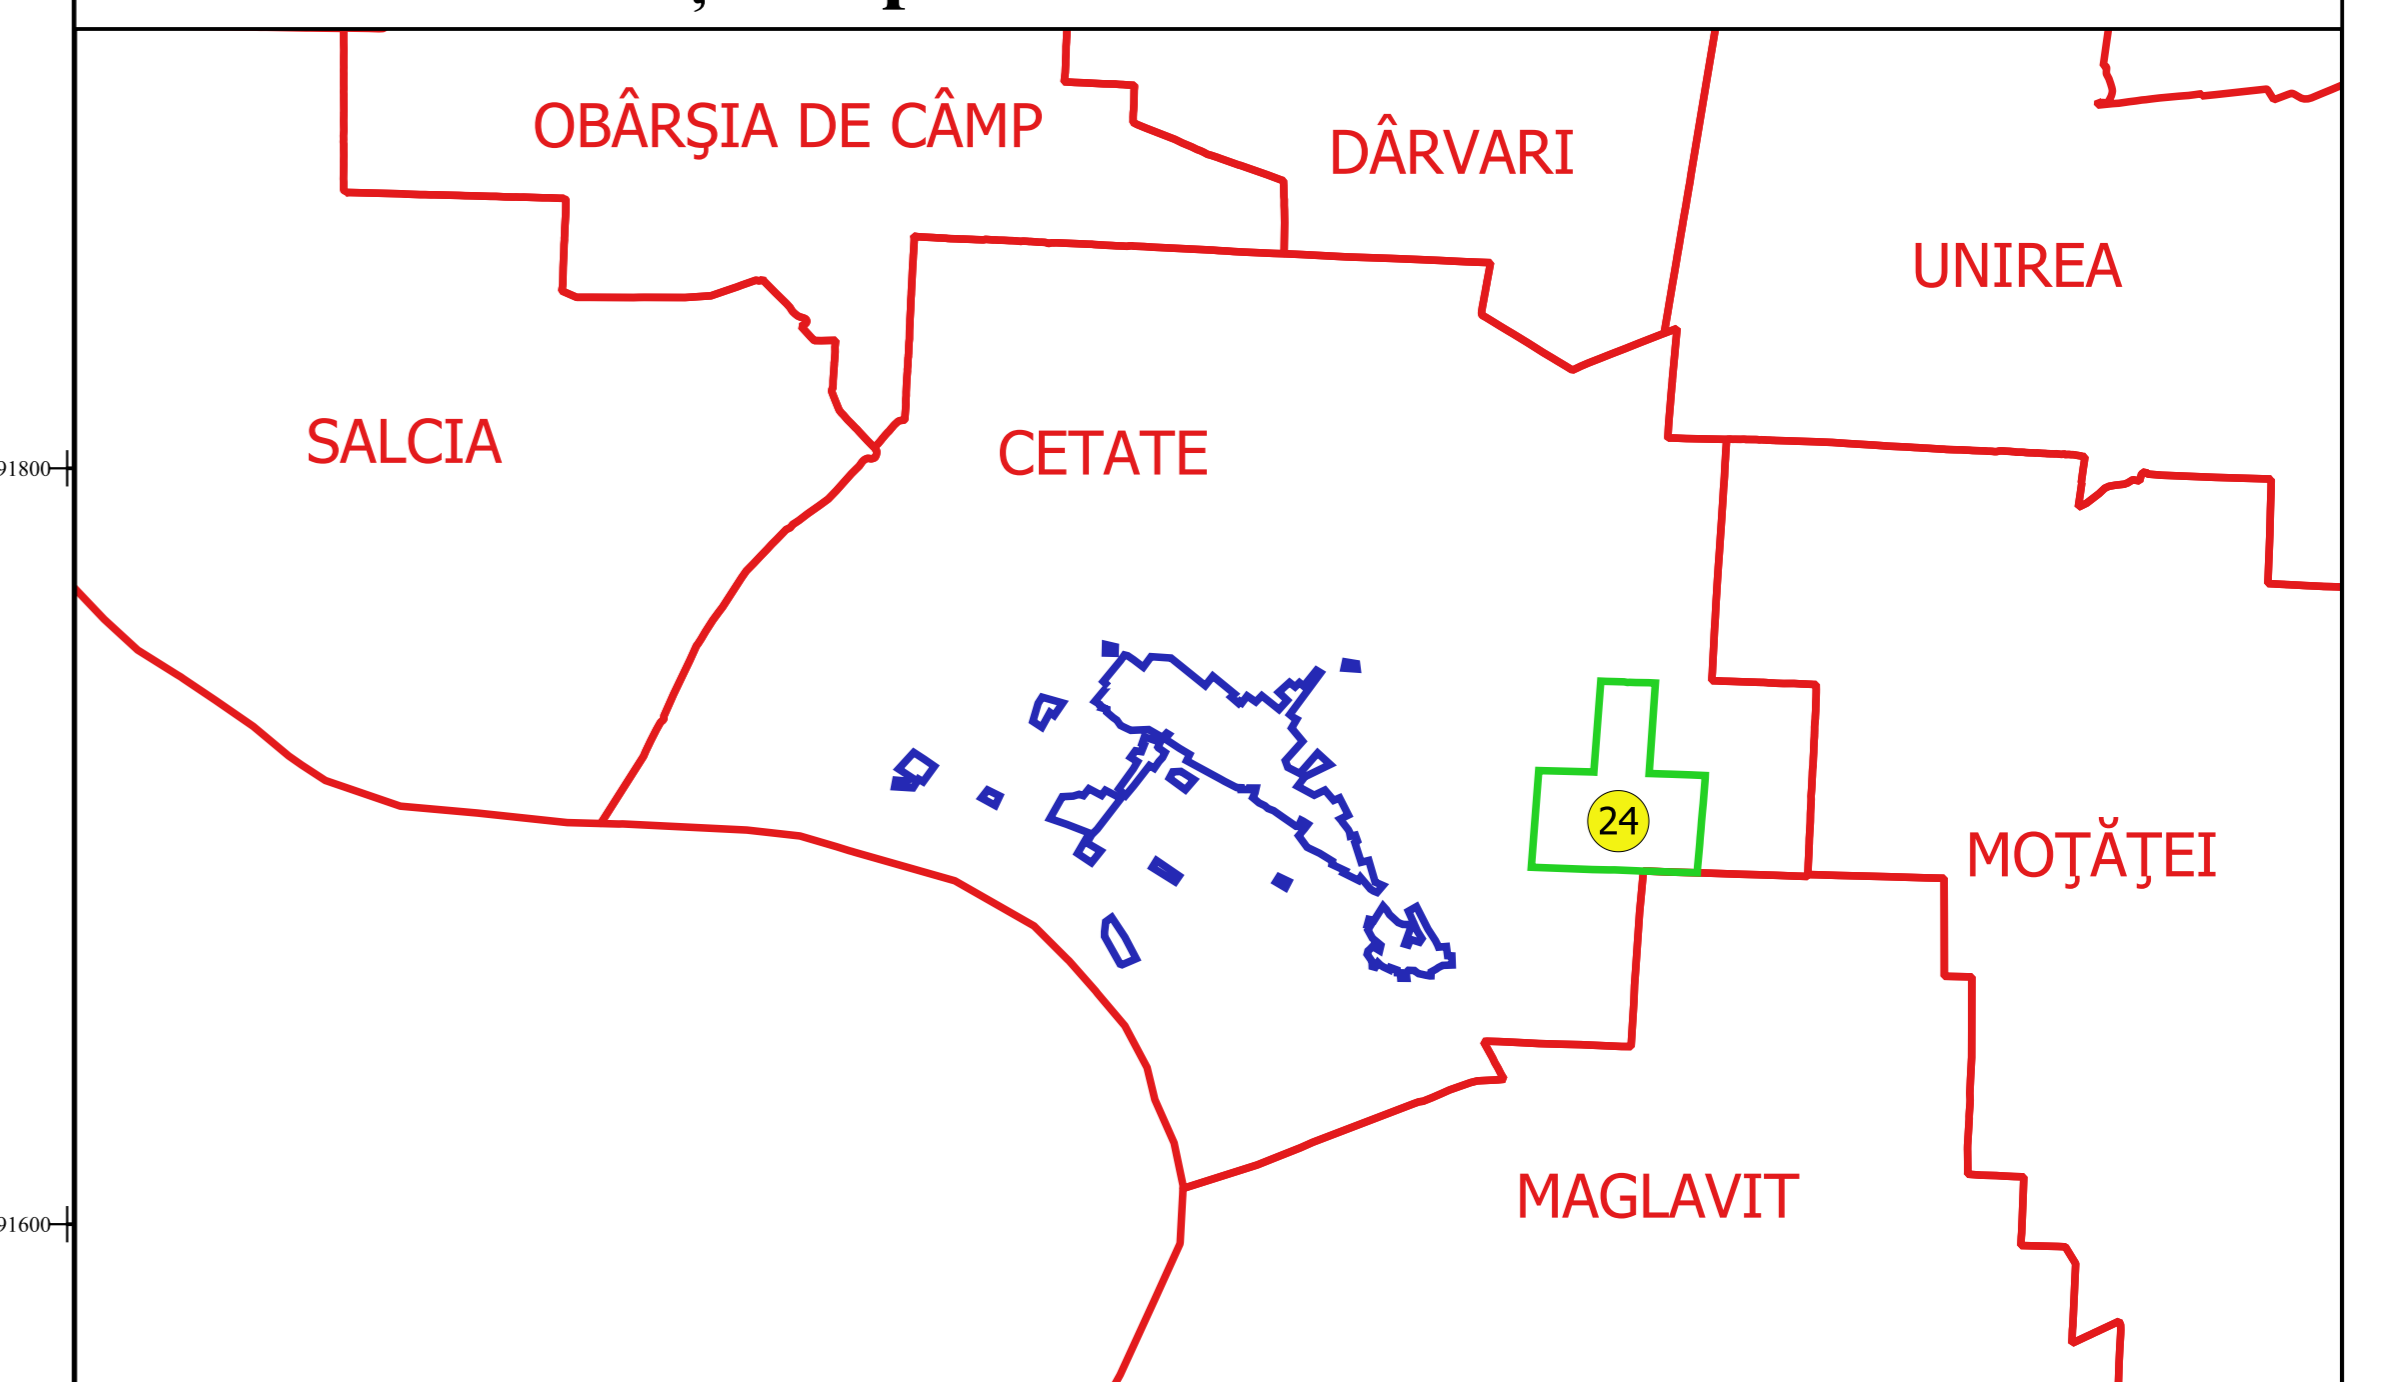 OBÂRŞIA DE CÂMP
DÂRVARI
UNIREA
SALCIA
CETATE
91800
24
MOŢĂŢEI
MAGLAVIT
91600